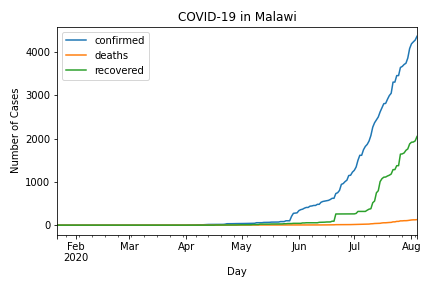 COVID-19 in Malawi
confirmed
deaths
recovered
Number of Cases
4000
3000
2000
1000
0
Feb Mar Apr May Jun Jul Aug
2020
Day